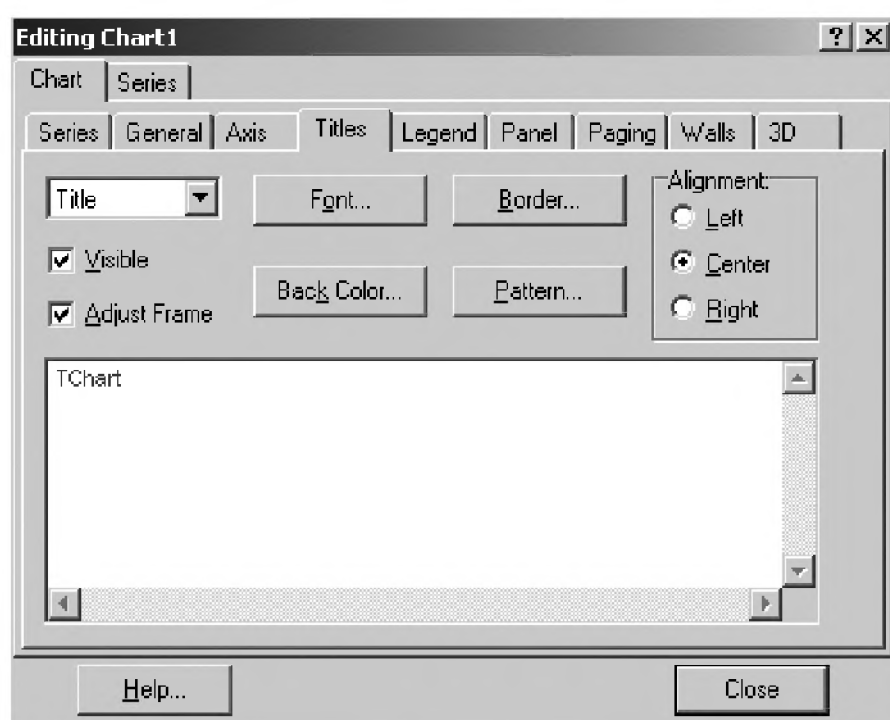 Editing Chart1
Chart Series
Series General Axis Titles Legend Panel Paging Walls 3D
Title Font... Border... Alignment:
Left
Visible
Center
Back Color... Pattern...
Adjust Frame Right
TChart
Help... Close